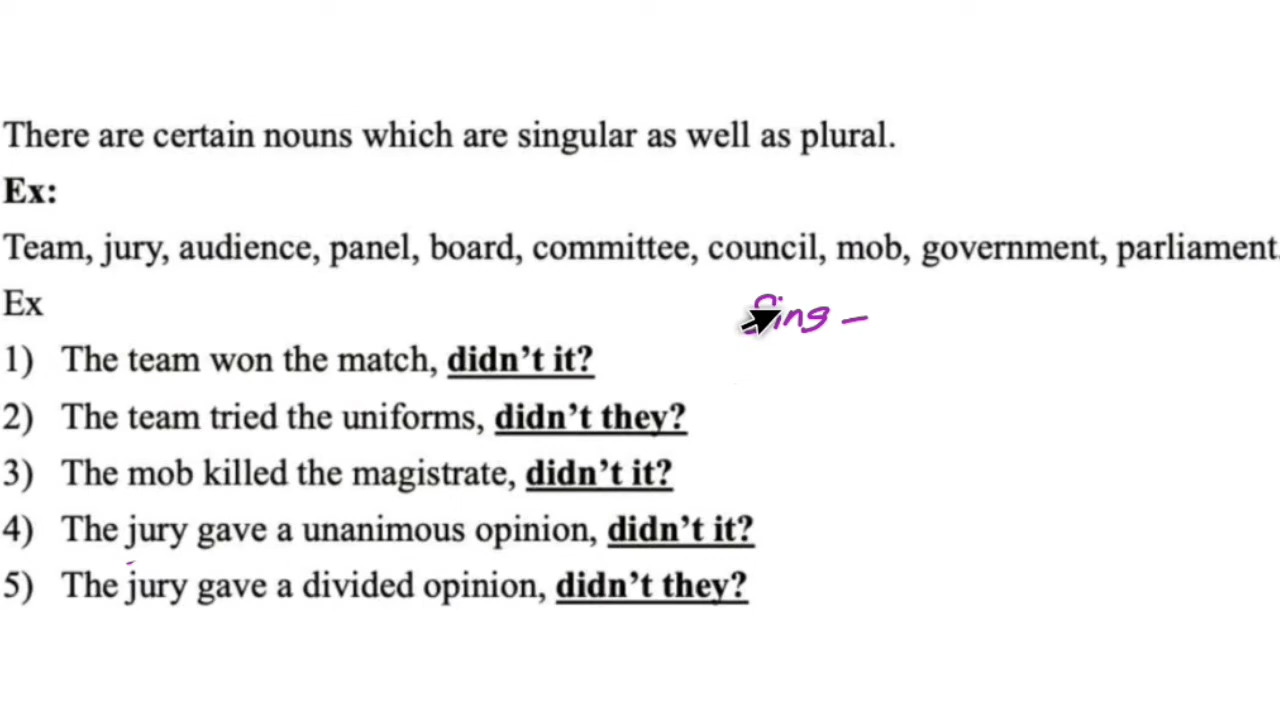 There are certain nouns which are singular as well as plural.
Ex:
Team, jury, audience, panel, board, committee, council, mob, government, parliament.
Ex
Sing –
1) The team won the match, didn't it?
2) The team tried the uniforms, didn't they?
3) The mob killed the magistrate, didn't it?
4) The jury gave a unanimous opinion, didn't it?
5) The jury gave a divided opinion, didn't they?